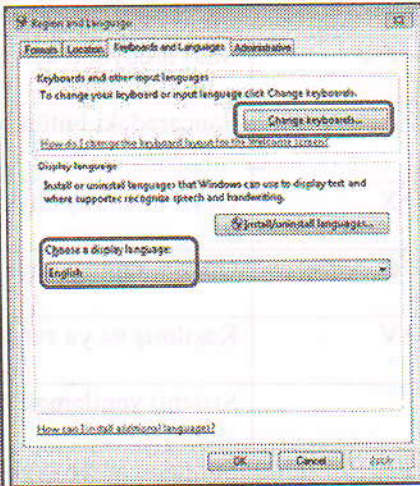 Region and Language
Formats Location Keyboards and Languages Administrative
Keyboards and other input languages
To change your keyboard or input language click Change keyboards.
Change keyboards...
How do I change the keyboard layout for the Welcome screen?
Display language
Install or uninstall languages that Windows can use to display text and
where supported recognize speech and handwriting.
Install/uninstall languages...
Choose a display language:
English
How can I install additional languages?
OK Cancel Apply